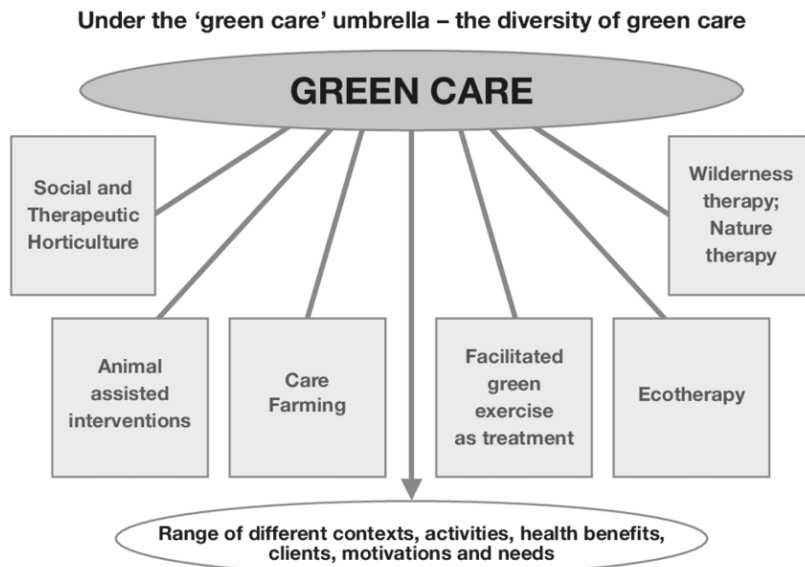 Under the ‘green care’ umbrella – the diversity of green care
GREEN CARE
Social and
Therapeutic
Horticulture
Wilderness
therapy;
Nature
therapy
Animal
assisted
interventions
Care
Farming
Facilitated
green
exercise
as treatment
Ecotherapy
Range of different contexts, activities, health benefits,
clients, motivations and needs